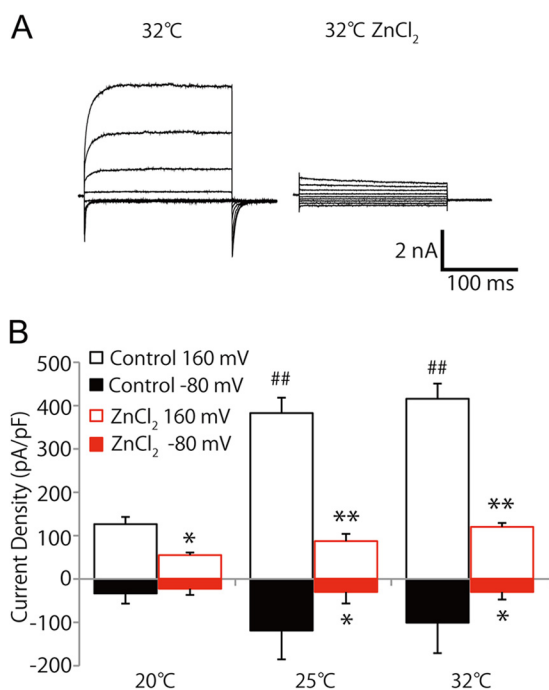 A
32℃
32℃ ZnCl₂
2 nA
100 ms
B
Current Density (pA/pF)
500
400
300
200
100
0
-100
-200
Control 160 mV
Control -80 mV
ZnCl₂ 160 mV
ZnCl₂ -80 mV
*
##
**
*
##
**
*
20℃
25℃
32℃